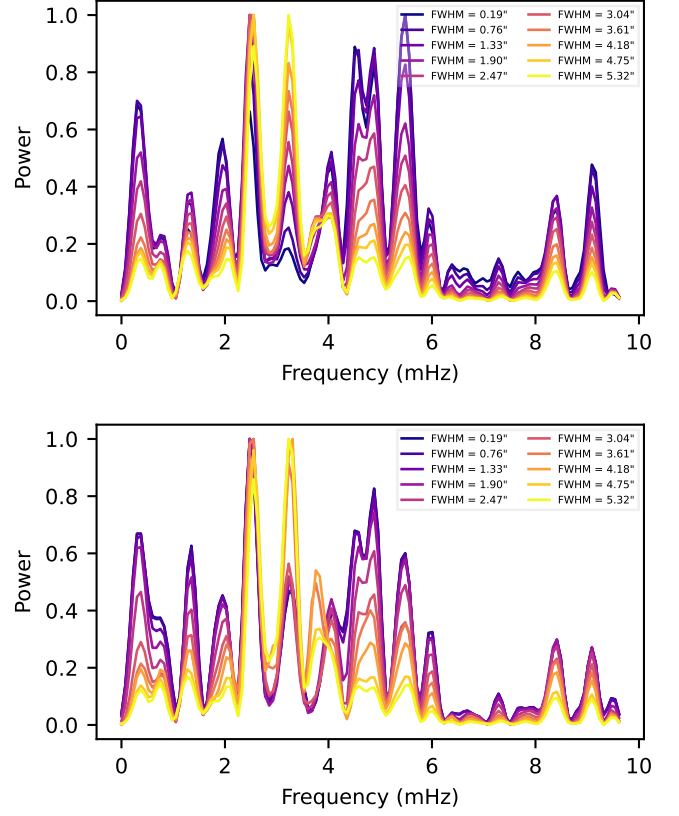 1.0
0.8
0.6
0.4
0.2
0.0
Power
FWHM = 0.19"
FWHM = 0.76"
FWHM = 1.33"
FWHM = 1.90"
FWHM = 2.47"
FWHM = 3.04"
FWHM = 3.61"
FWHM = 4.18"
FWHM = 4.75"
FWHM = 5.32"
0 2 4 6 8 10
Frequency (mHz)
1.0
0.8
0.6
0.4
0.2
0.0
Power
FWHM = 0.19"
FWHM = 0.76"
FWHM = 1.33"
FWHM = 1.90"
FWHM = 2.47"
FWHM = 3.04"
FWHM = 3.61"
FWHM = 4.18"
FWHM = 4.75"
FWHM = 5.32"
0 2 4 6 8 10
Frequency (mHz)